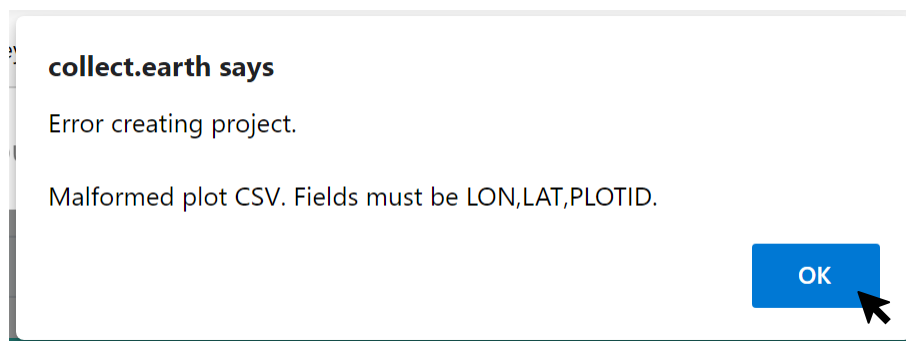 collect.earth says
Error creating project.
Malformed plot CSV. Fields must be LON,LAT,PLOTID.
OK